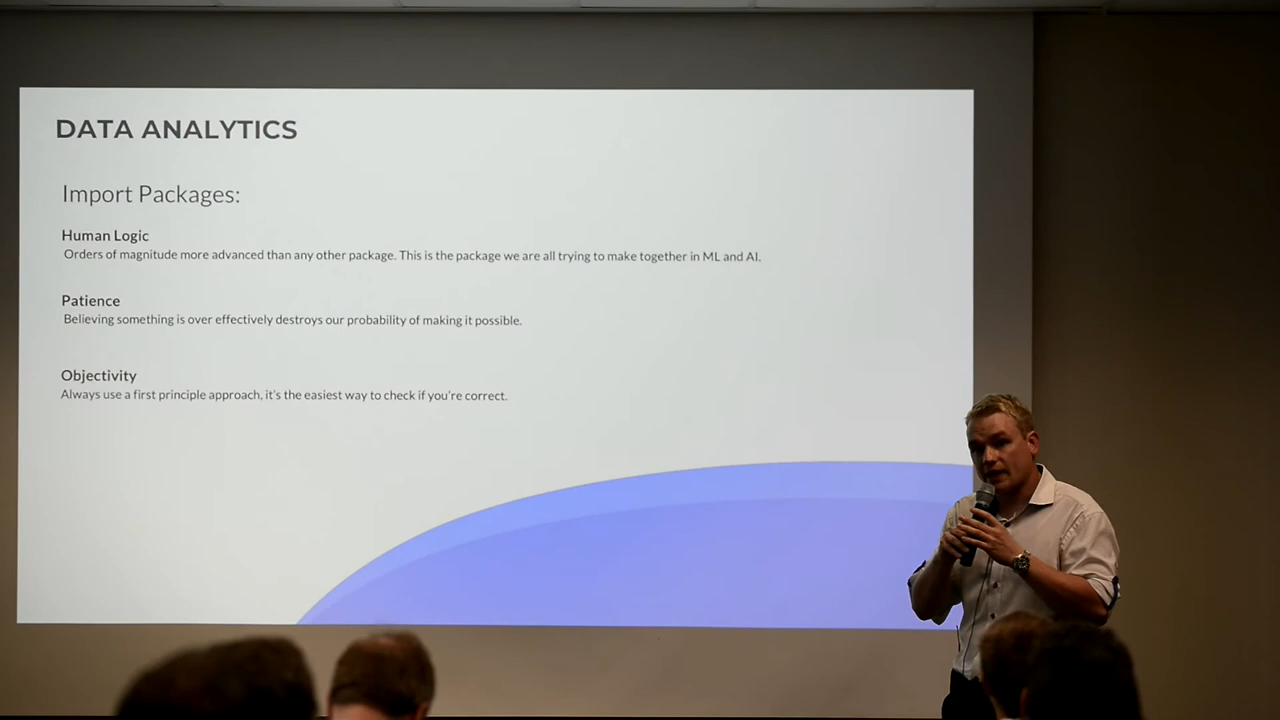 DATA ANALYTICS
Import Packages:
Human Logic
Orders of magnitude more advanced than any other package. This is the package we are all trying to make together in ML and AI.
Patience
Believing something is over effectively destroys our probability of making it possible.
Objectivity
Always use a first principle approach, it's the easiest way to check if you're correct.